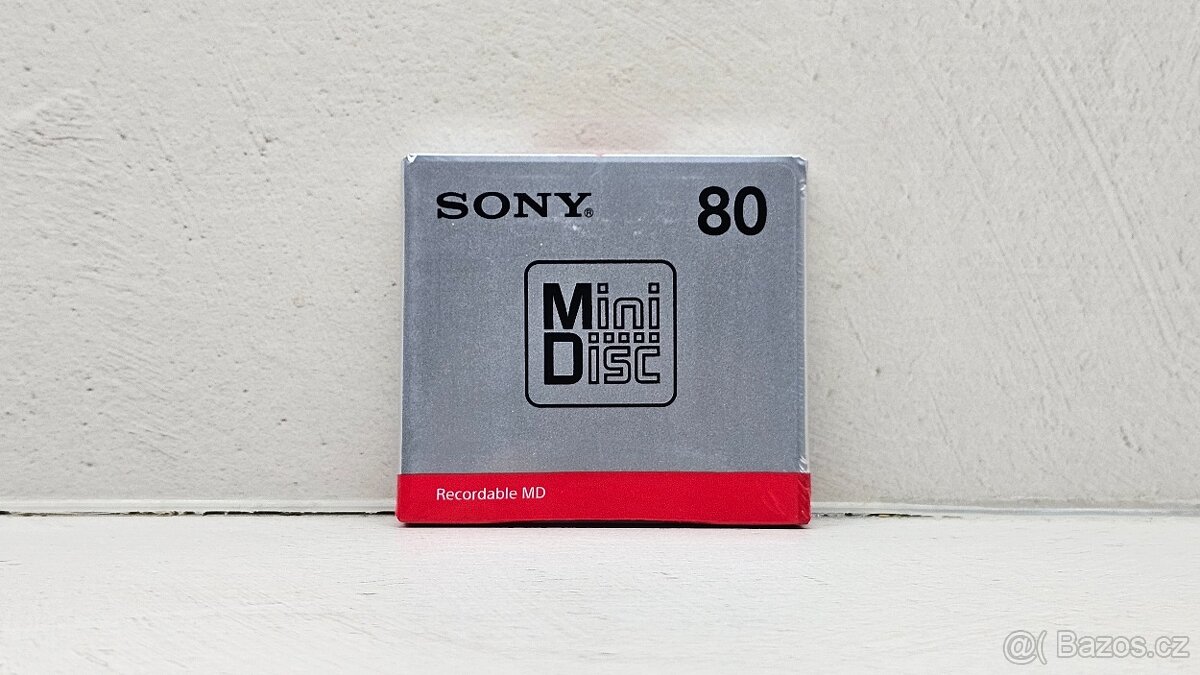 SONY® 80
Mini
Disc
Recordable MD
@( Bazos.cz